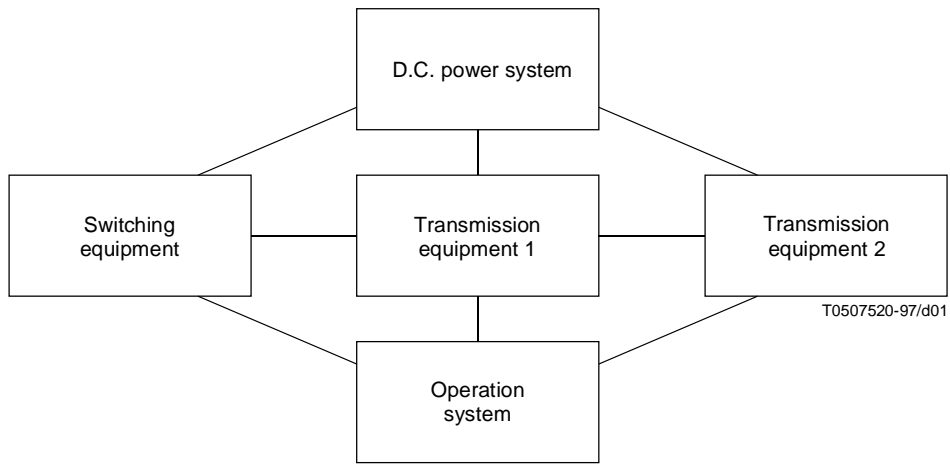 D.C. power system
Switching
equipment
Transmission
equipment 1
Transmission
equipment 2
T0507520-97/d01
Operation
system